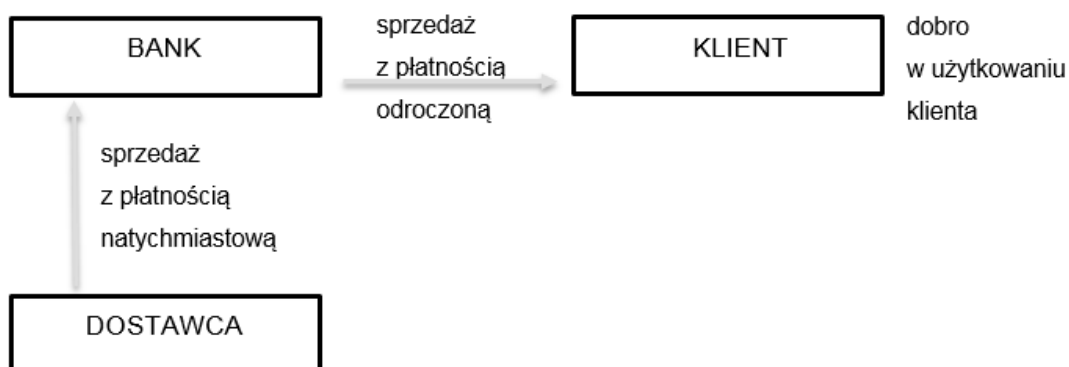 BANK
sprzedaż
z płatnością
odroczoną
KLIENT
dobro
w użytkowaniu
klienta
sprzedaż
z płatnością
natychmiastową
DOSTAWCA